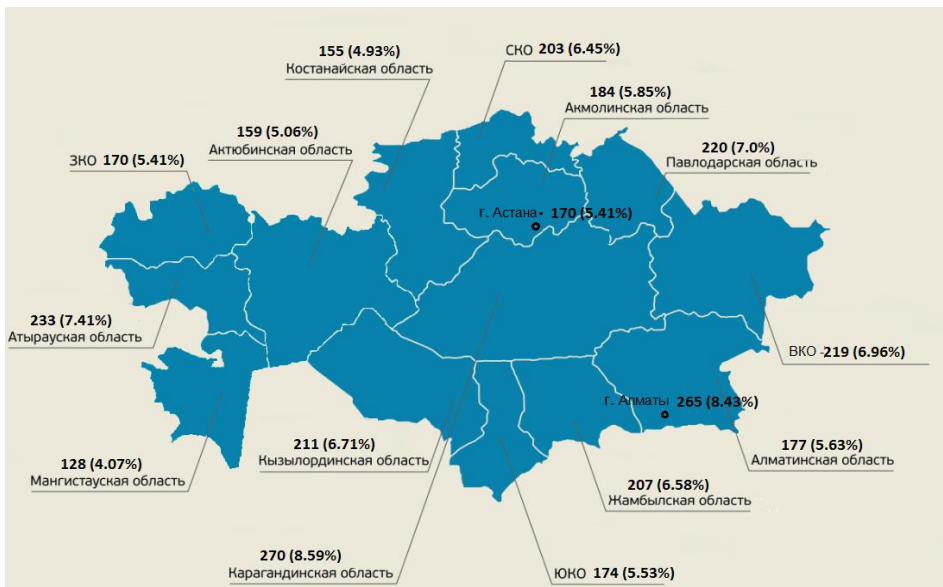 155 (4.93%)
Костанайская область
СКО 203 (6.45%)
184 (5.85%)
Акмолинская область
159 (5.06%)
Актюбинская область
ЗКО 170 (5.41%)
220 (7.0%)
Павлодарская область
г. Астана- 170 (5.41%)
233 (7.41%)
Атырауская область
ВКО -219 (6.96%)
г. Алматы 265 (8.43%)
211 (6.71%)
Кызылординская область
177 (5.63%)
Алматинская область
128 (4.07%)
Мангистауская область
207 (6.58%)
Жамбылская область
270 (8.59%)
Карагандинская область
ЮКО 174 (5.53%)